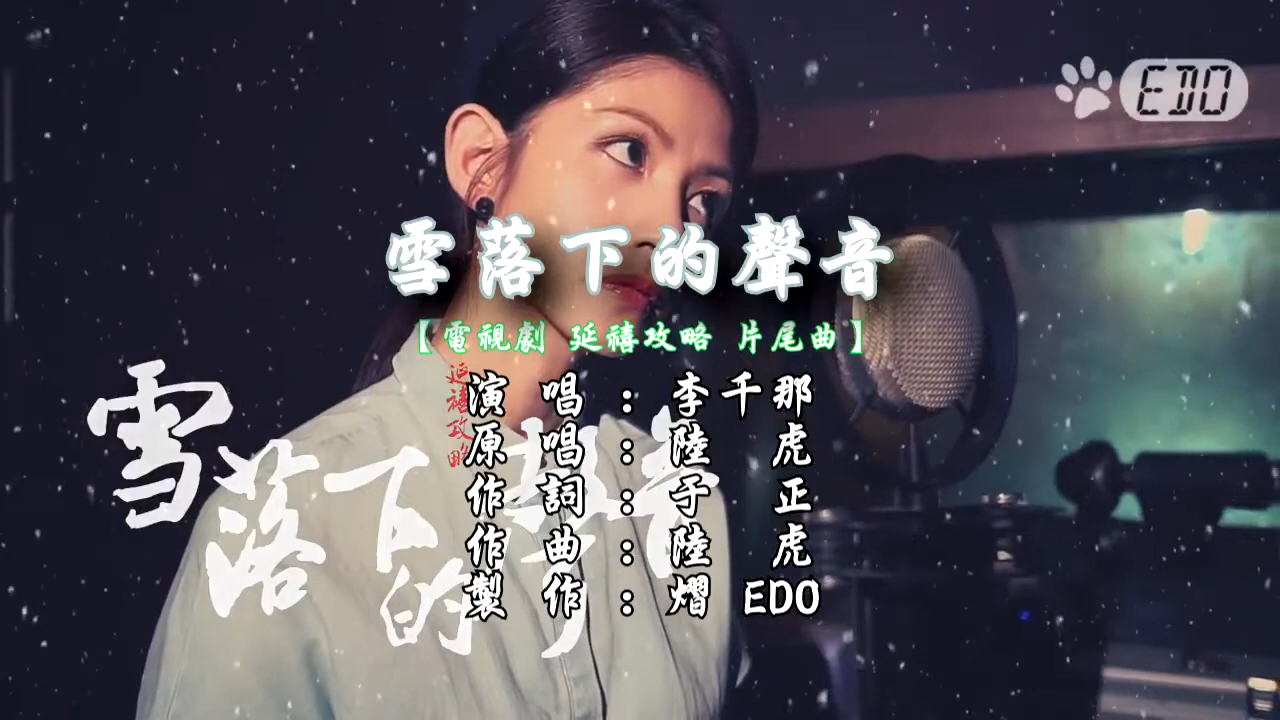 EDO
雪落下的聲音
【電視劇 延禧攻略 片尾曲】
延禧攻略
演 唱 : 李千那
原 唱 : 陸 虎
作 詞 : 于 正
作 曲 : 陸 虎
製 作 : 熠 EDO
雪落下的聲音